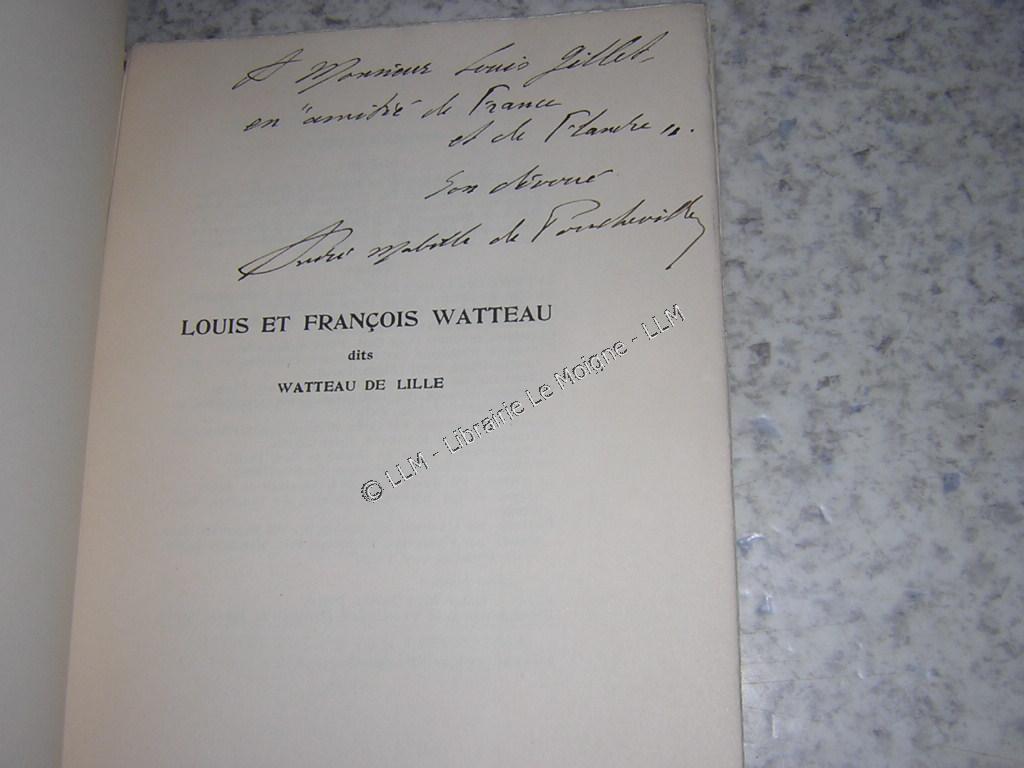 A Monsieur Louis Gillet
en "amitié de France
et de Flandre".
Son dévoué
André Mabille de Poncheville
LOUIS ET FRANÇOIS WATTEAU
dits
WATTEAU DE LILLE
© LLM - Librairie Le Moigne - LLM